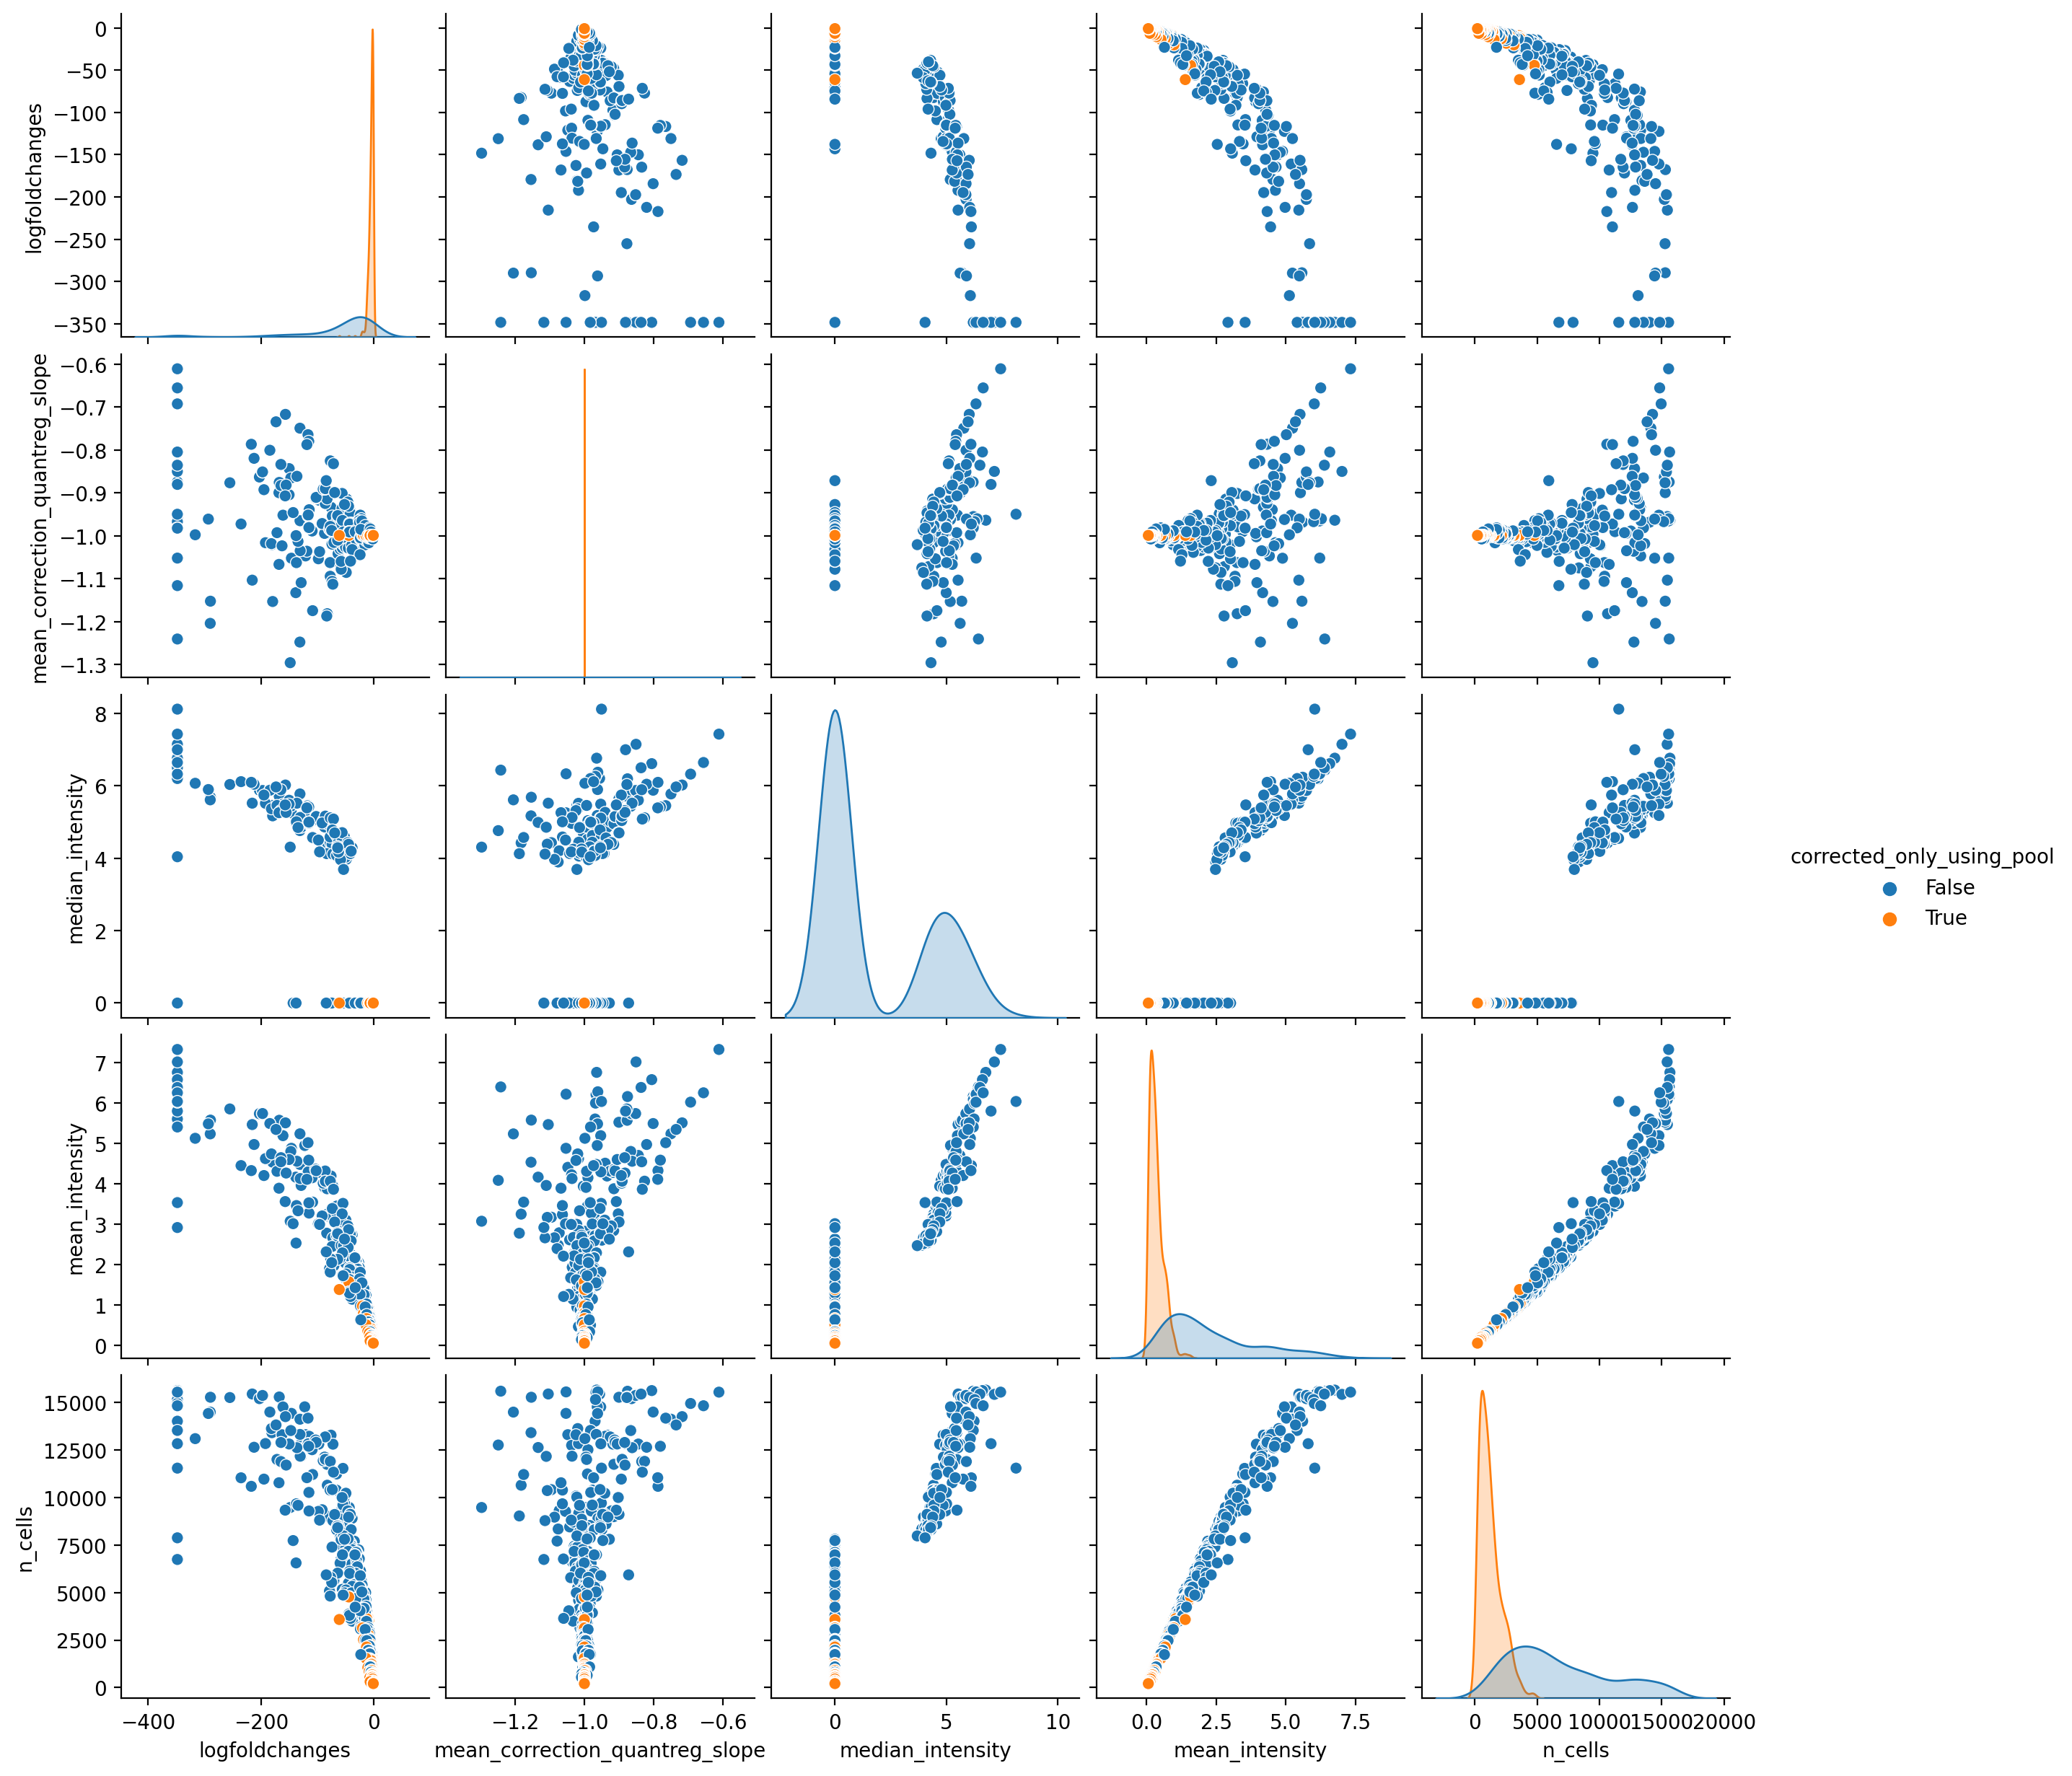 0
−50
−100
−150
−200
−250
−300
−350
logfoldchanges
−0.6
−0.7
−0.8
−0.9
−1.0
−1.1
−1.2
−1.3
mean_correction_quantreg_slope
8
6
4
2
0
median_intensity
corrected_only_using_pool
False
True
7
6
5
4
3
2
1
0
mean_intensity
15000
12500
10000
7500
5000
2500
0
n_cells
−400 −200 0
−1.2 −1.0 −0.8 −0.6
0 5 10
0.0 2.5 5.0 7.5
0 5000 10000 15000 20000
logfoldchanges
mean_correction_quantreg_slope
median_intensity
mean_intensity
n_cells